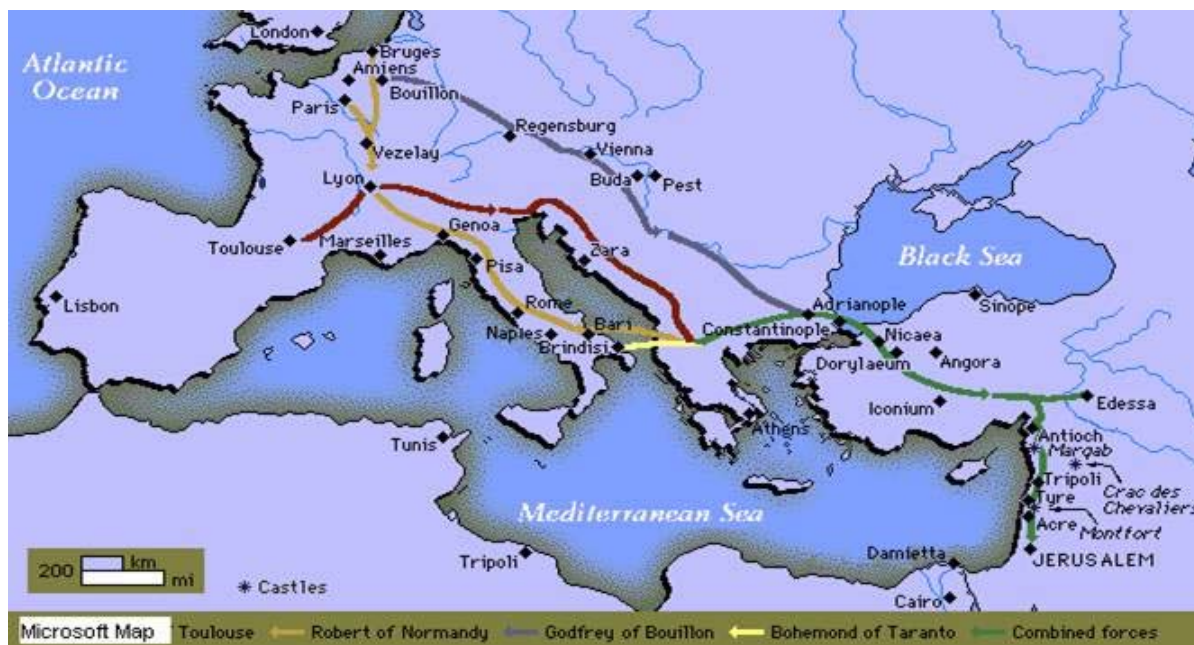 London
Bruges
Atlantic
Ocean
Amiens
Bouillon
Paris
Regensburg
Vezelay
Vienna
Buda
Pest
Lyon
Genoa
Toulouse
Marseilles
Zara
Black Sea
Pisa
Lisbon
Rome
Adrianople
Sinope
Naples
Bari
Constantinople
Nicaea
Brindisi
Dorylaeum
Angora
Iconium
Edessa
Athens
Tunis
Antioch
Margab
Tripoli
Crac des
Chevaliers
Tyre
Mediterranean Sea
Acre
Montfort
Tripoli
Damietta
JERUSALEM
200 km
mi
Castles
Cairo
Microsoft Map Toulouse Robert of Normandy Godfrey of Bouillon Bohemond of Taranto Combined forces